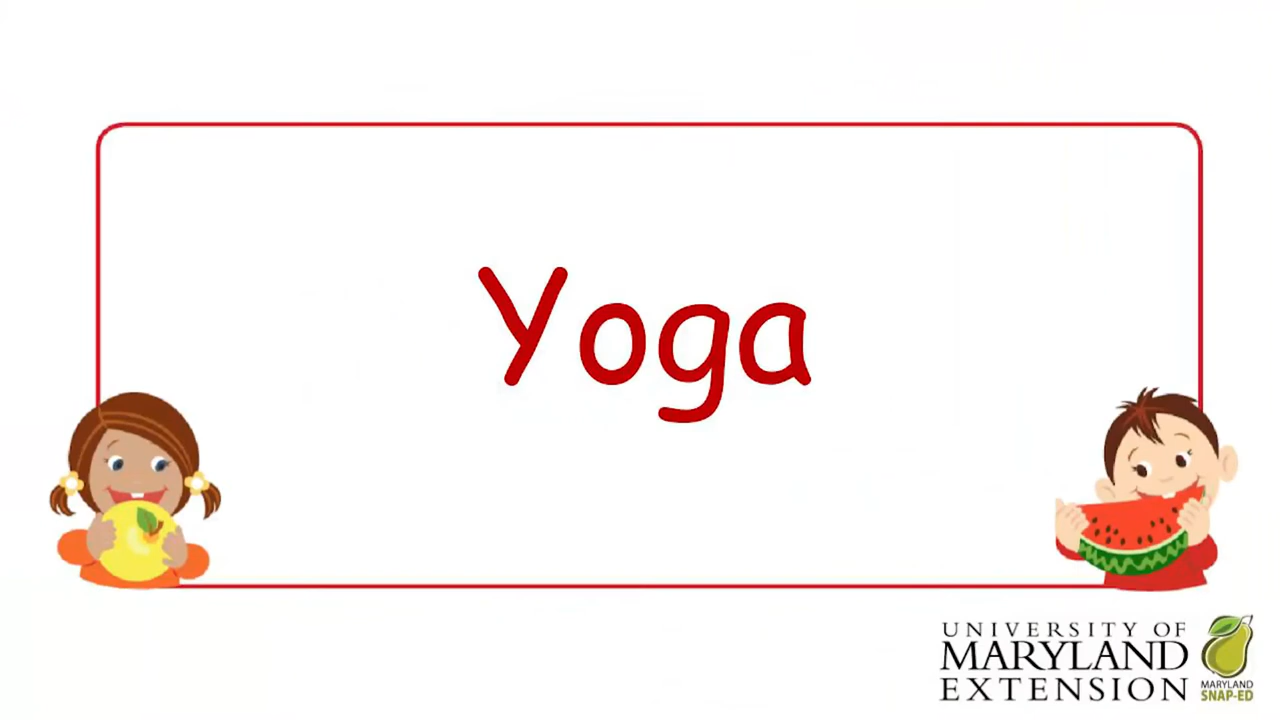 Yoga
UNIVERSITY OF
MARYLAND
EXTENSION
MARYLAND
SNAP-ED